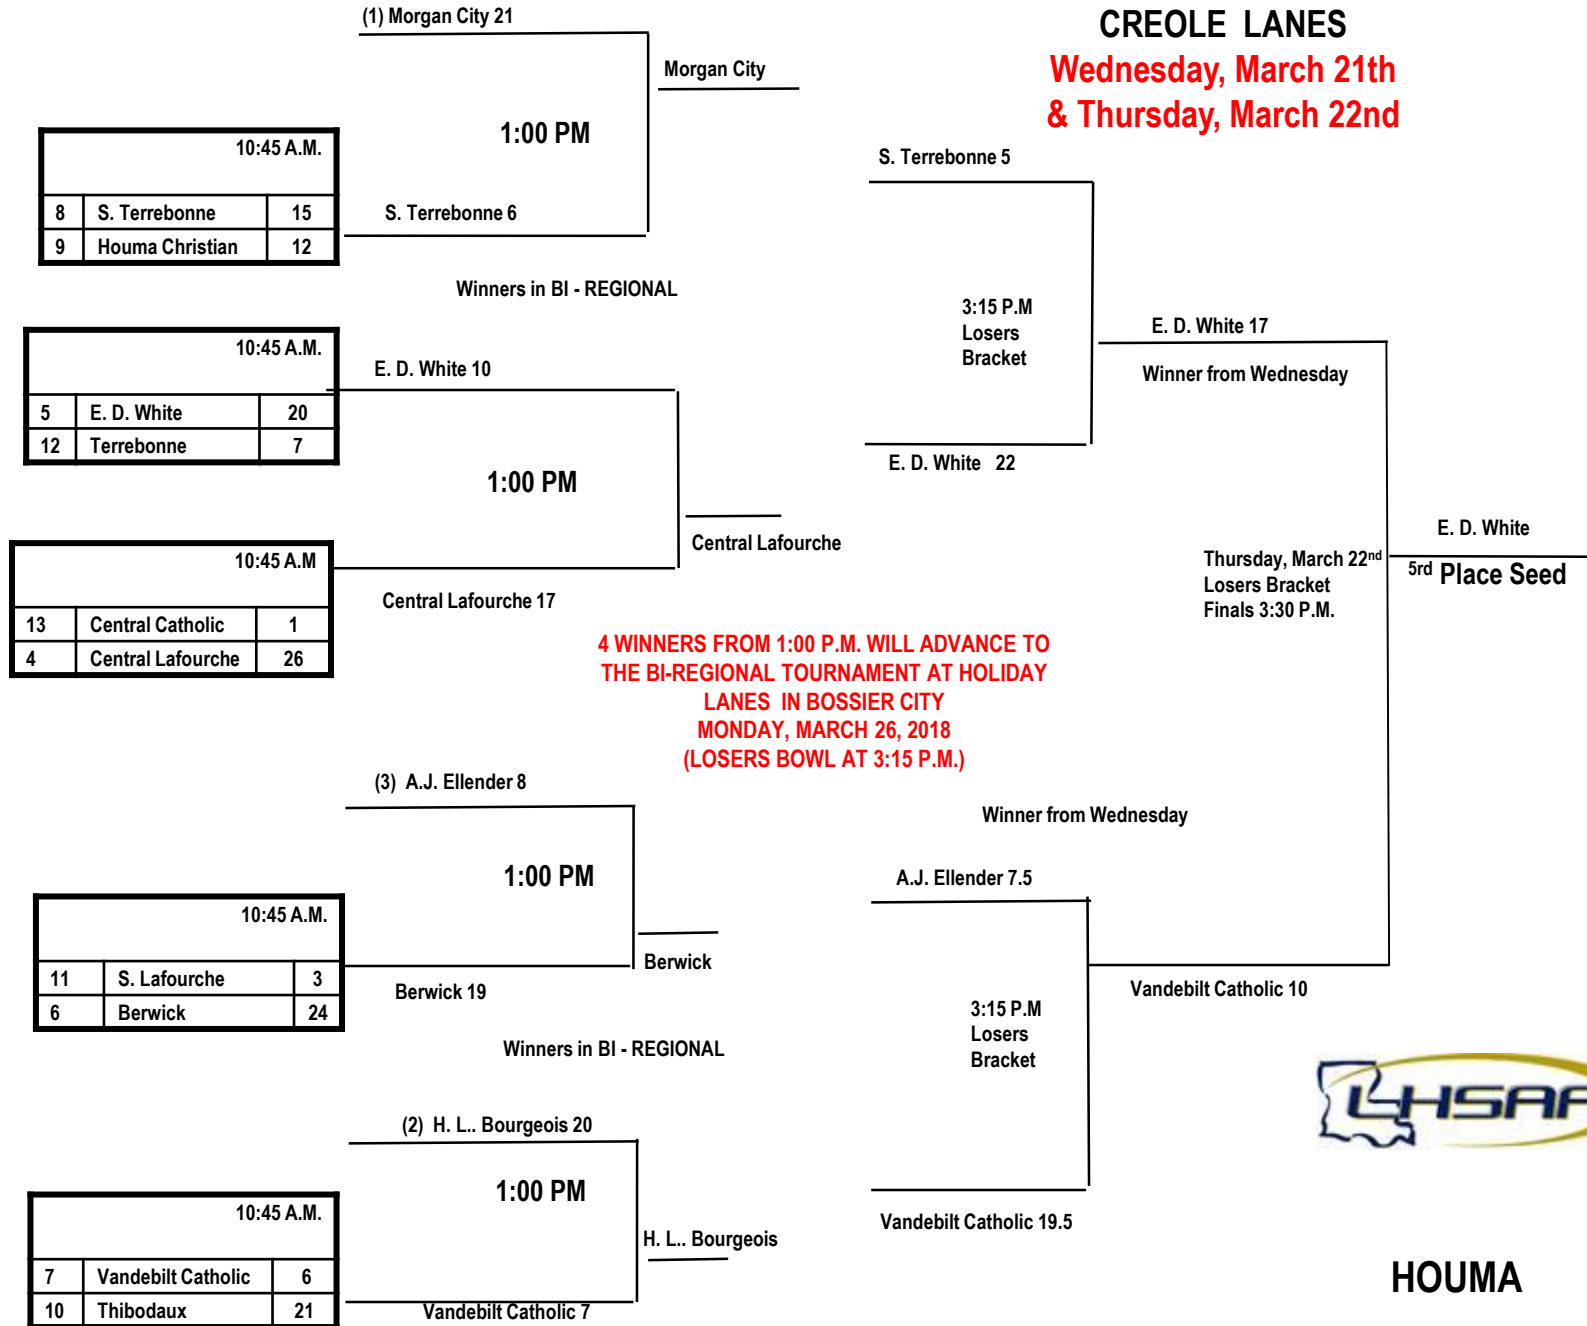 (1) Morgan City 21
CREOLE LANES
Wednesday, March 21th
& Thursday, March 22nd
Morgan City
1:00 PM
10:45 A.M.
8 S. Terrebonne 15
9 Houma Christian 12
S. Terrebonne 6
S. Terrebonne 5
Winners in BI - REGIONAL
3:15 P.M
Losers
Bracket
E. D. White 17
Winner from Wednesday
10:45 A.M.
5 E. D. White 20
12 Terrebonne 7
E. D. White 10
1:00 PM
E. D. White 22
Central Lafourche
10:45 A.M
13 Central Catholic 1
4 Central Lafourche 26
Central Lafourche 17
Thursday, March 22nd
Losers Bracket
Finals 3:30 P.M.
E. D. White
5rd Place Seed
4 WINNERS FROM 1:00 P.M. WILL ADVANCE TO
THE BI-REGIONAL TOURNAMENT AT HOLIDAY
LANES IN BOSSIER CITY
MONDAY, MARCH 26, 2018
(LOSERS BOWL AT 3:15 P.M.)
(3) A.J. Ellender 8
Winner from Wednesday
1:00 PM
A.J. Ellender 7.5
10:45 A.M.
11 S. Lafourche 3
6 Berwick 24
Berwick
Berwick 19
Vandebilt Catholic 10
3:15 P.M
Losers
Bracket
Winners in BI - REGIONAL
LHSAA
(2) H. L.. Bourgeois 20
1:00 PM
10:45 A.M.
7 Vandebilt Catholic 6
10 Thibodaux 21
H. L.. Bourgeois
Vandebilt Catholic 19.5
Vandebilt Catholic 7
HOUMA